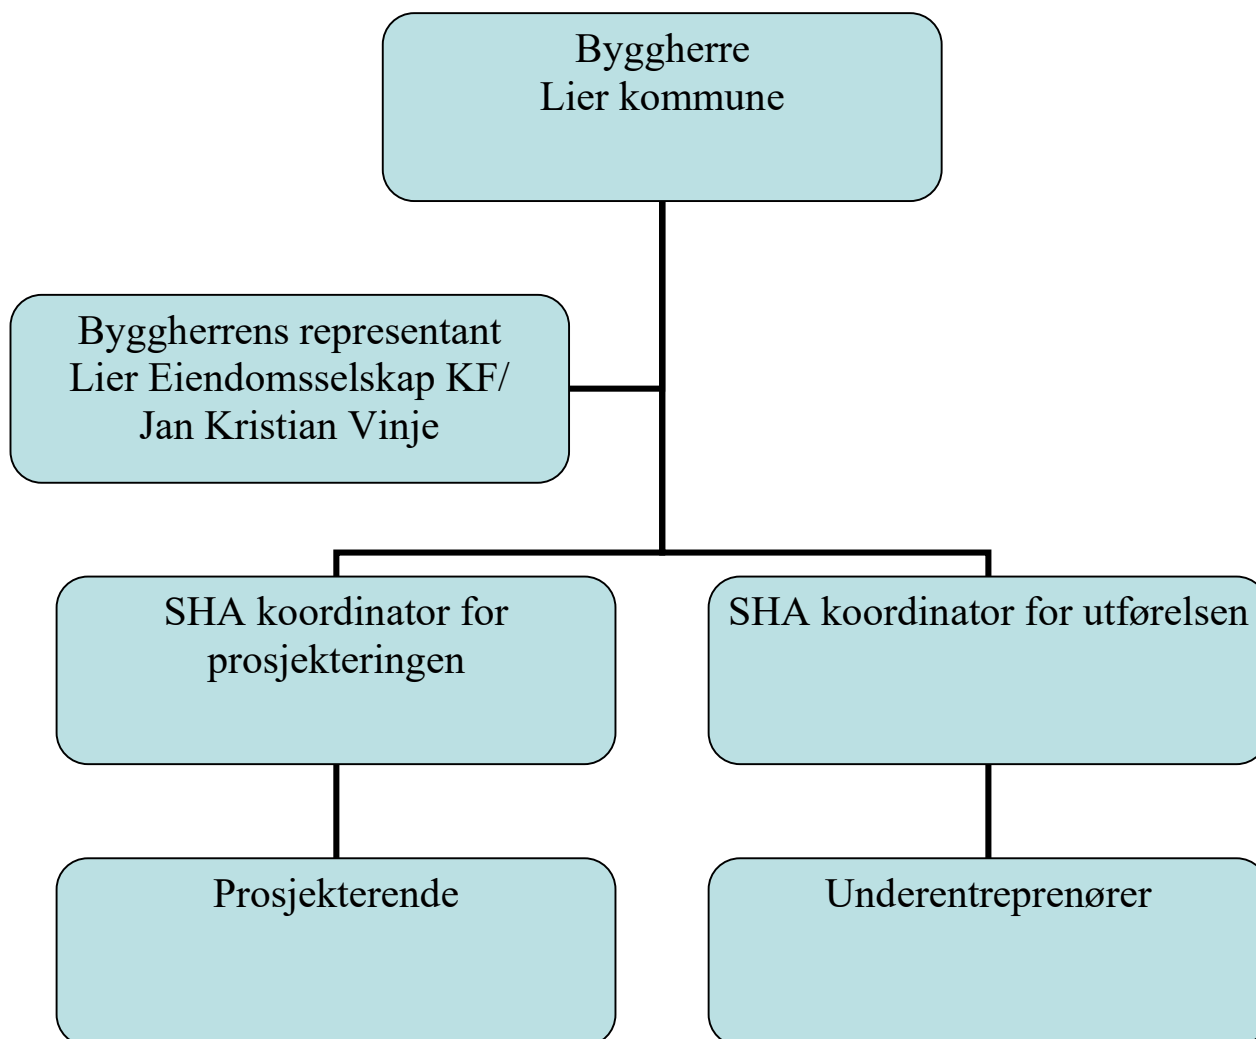 Byggherre
Lier kommune
Byggherrens representant
Lier Eiendomsselskap KF/
Jan Kristian Vinje
SHA koordinator for
prosjekteringen
SHA koordinator for utførelsen
Prosjekterende
Underentreprenører